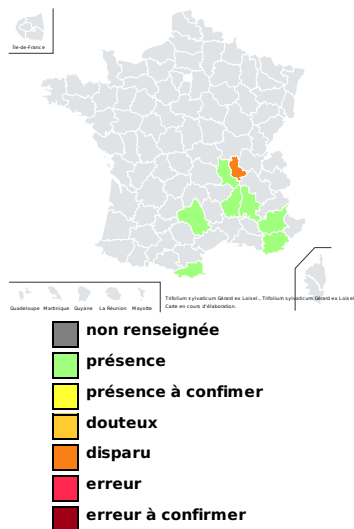 Île-de-France
Guadeloupe Martinique Guyane La Réunion Mayotte
Trifolium sylvaticum Gérard ex Loisel., Trifolium sylvaticum Gérard ex Loisel
Carte en cours d'élaboration.
non renseignée
présence
présence à confimer
douteux
disparu
erreur
erreur à confirmer